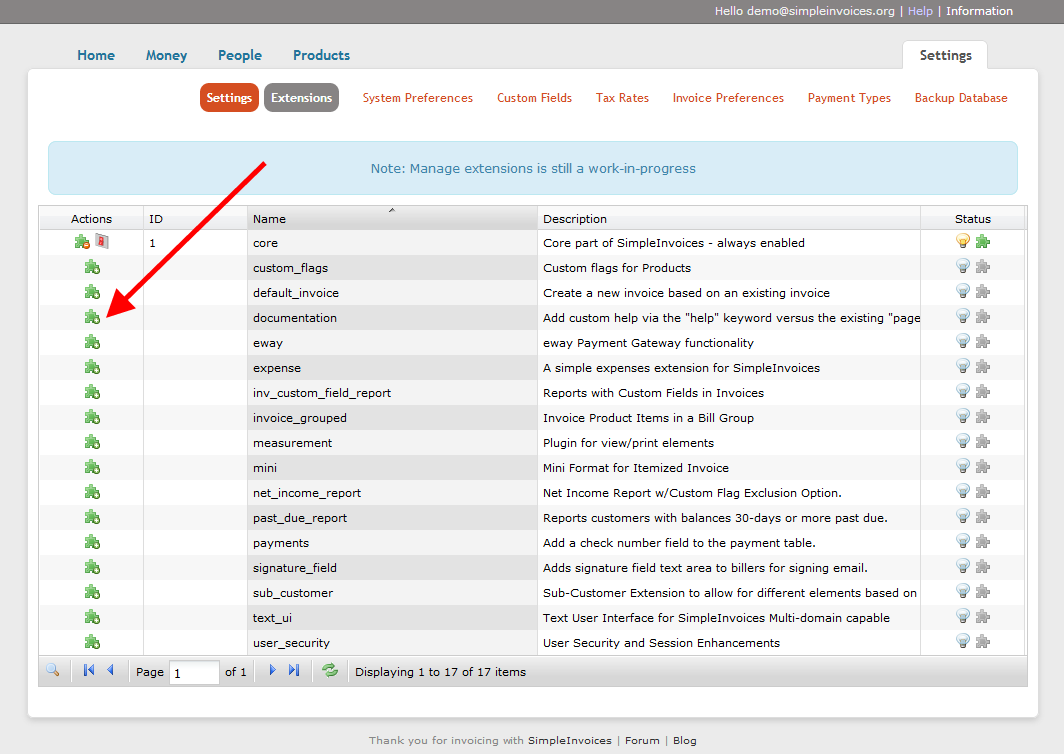 Hello demo@simpleinvoices.org | Help | Information
Home Money People Products Settings
Settings Extensions System Preferences Custom Fields Tax Rates Invoice Preferences Payment Types Backup Database
Note: Manage extensions is still a work-in-progress
Actions ID Name Description Status
1 core Core part of SimpleInvoices - always enabled
custom_flags Custom flags for Products
default_invoice Create a new invoice based on an existing invoice
documentation Add custom help via the "help" keyword versus the existing "page
eway eway Payment Gateway functionality
expense A simple expenses extension for SimpleInvoices
inv_custom_field_report Reports with Custom Fields in Invoices
invoice_grouped Invoice Product Items in a Bill Group
measurement Plugin for view/print elements
mini Mini Format for Itemized Invoice
net_income_report Net Income Report w/Custom Flag Exclusion Option.
past_due_report Reports customers with balances 30-days or more past due.
payments Add a check number field to the payment table.
signature_field Adds signature field text area to billers for signing email.
sub_customer Sub-Customer Extension to allow for different elements based on
text_ui Text User Interface for SimpleInvoices Multi-domain capable
user_security User Security and Session Enhancements
Page 1 of 1 Displaying 1 to 17 of 17 items
Thank you for invoicing with SimpleInvoices | Forum | Blog